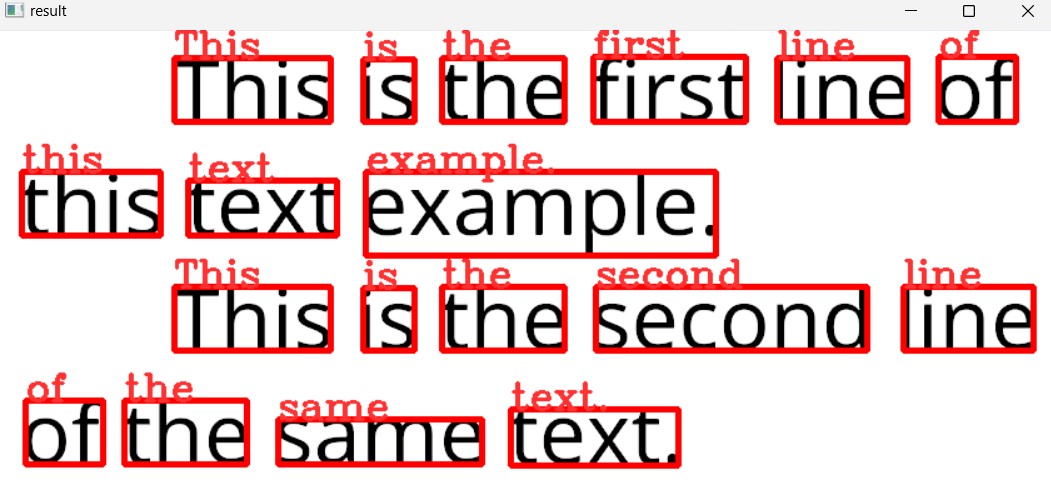 result
This is the first line of
This is the first line of
this text example.
this text example.
This is the second line
This is the second line
of the same text.
of the same text.